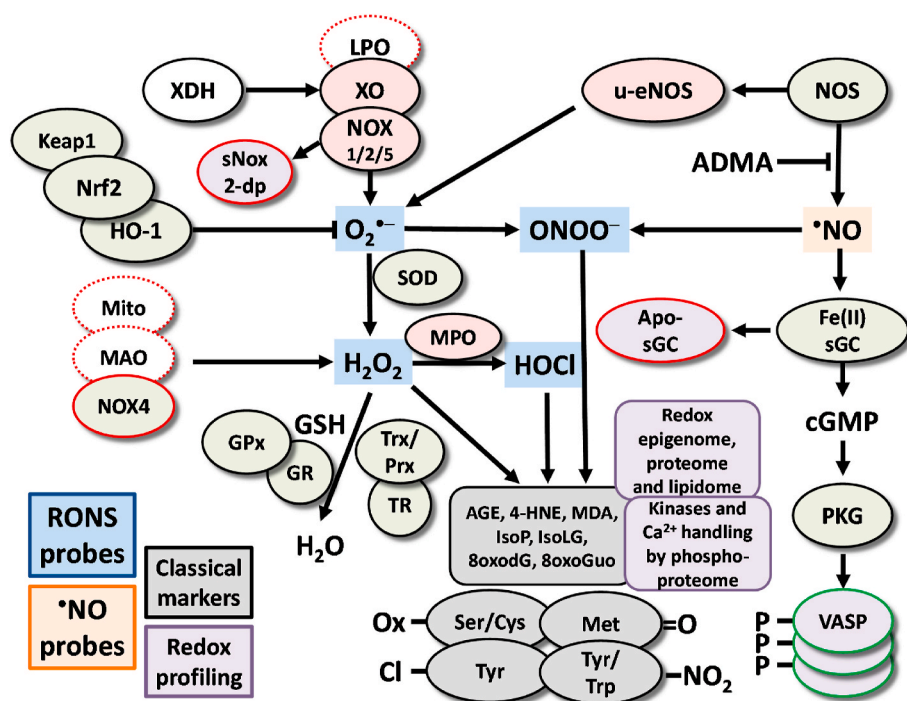 LPO
XDH
XO
u-eNOS
NOS
NOX
1/2/5
Keap1
sNox
2-dp
ADMA
Nrf2
HO-1
O₂•⁻
ONOO⁻
•NO
SOD
Mito
Apo-
sGC
Fe(II)
sGC
MPO
MAO
H₂O₂
HOCl
NOX4
cGMP
GSH
GPx
GR
Trx/
Prx
TR
Redox
epigenome,
proteome
and lipidome
AGE, 4-HNE, MDA,
IsoP, IsoLG,
8oxodG, 8oxoGuo
Kinases and
Ca²⁺ handling
by phospho-
proteome
PKG
H₂O
RONS
probes
Classical
markers
•NO
probes
Redox
profiling
Ox
Ser/Cys
Met
=O
Cl
Tyr
Tyr/
Trp
NO₂
P
VASP
P
P